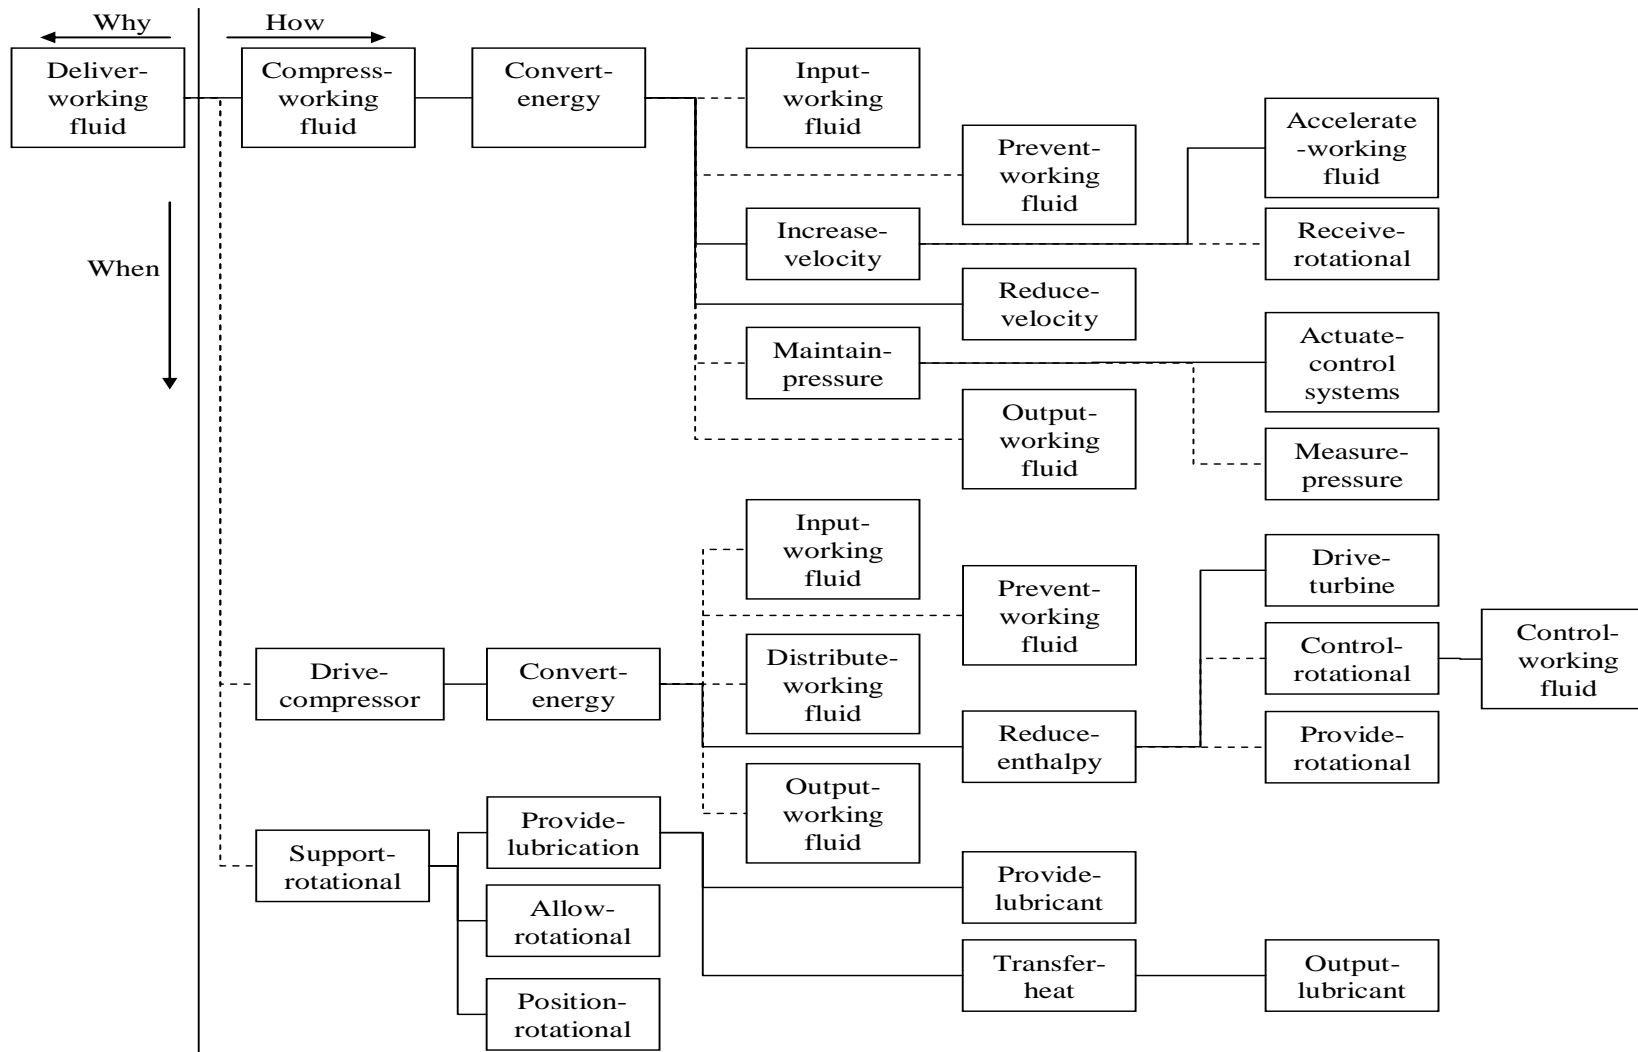 Why
How
Deliver-
working
fluid
Compress-
working
fluid
Convert-
energy
Input-
working
fluid
Prevent-
working
fluid
Accelerate
-working
fluid
Increase-
velocity
Receive-
rotational
When
Reduce-
velocity
Maintain-
pressure
Actuate-
control
systems
Output-
working
fluid
Measure-
pressure
Input-
working
fluid
Prevent-
working
fluid
Drive-
turbine
Drive-
compressor
Convert-
energy
Distribute-
working
fluid
Control-
rotational
Control-
working
fluid
Reduce-
enthalpy
Provide-
rotational
Output-
working
fluid
Support-
rotational
Provide-
lubrication
Provide-
lubricant
Allow-
rotational
Transfer-
heat
Output-
lubricant
Position-
rotational